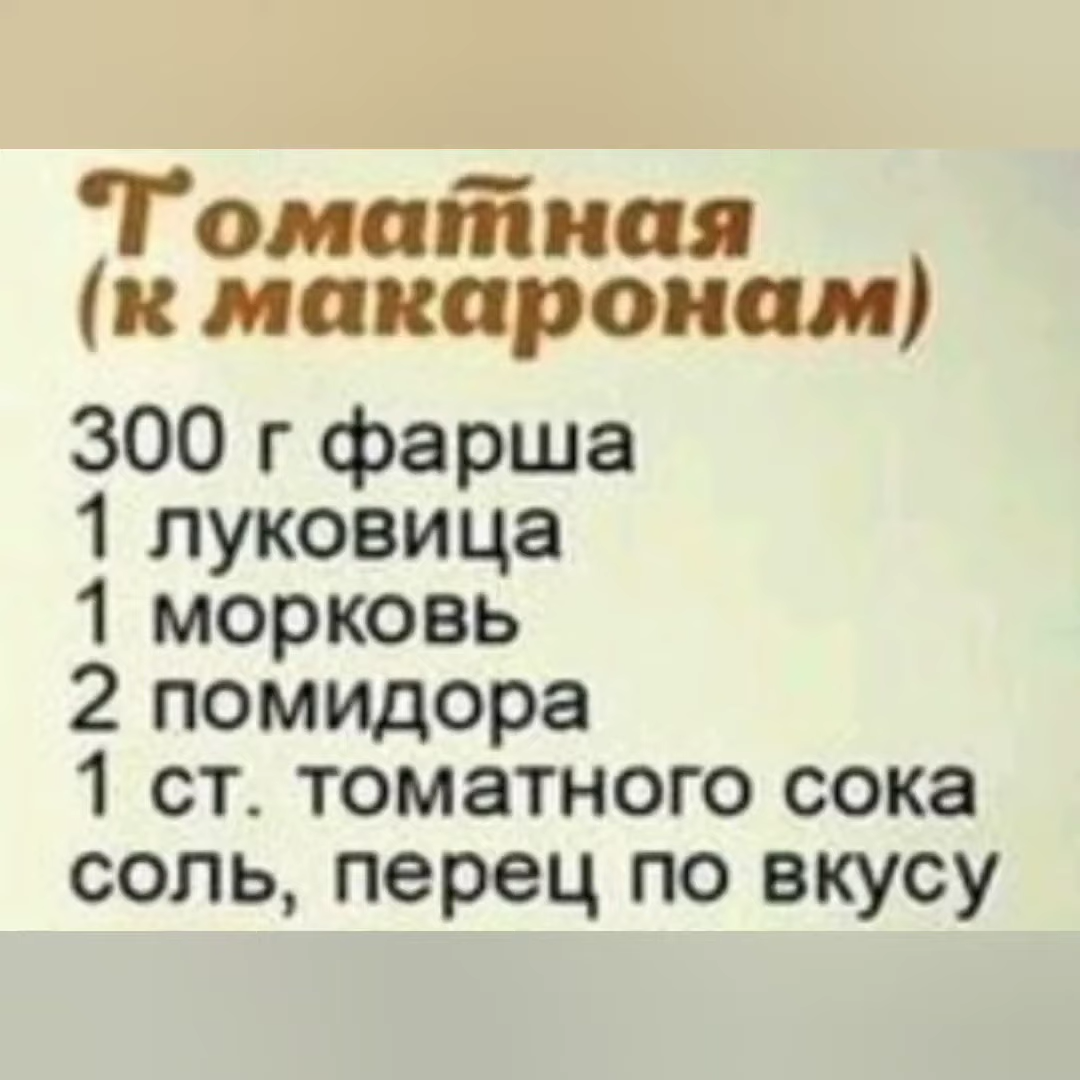 Томатная
(к макаронам)
300 г фарша
1 луковица
1 морковь
2 помидора
1 ст. томатного сока
соль, перец по вкусу